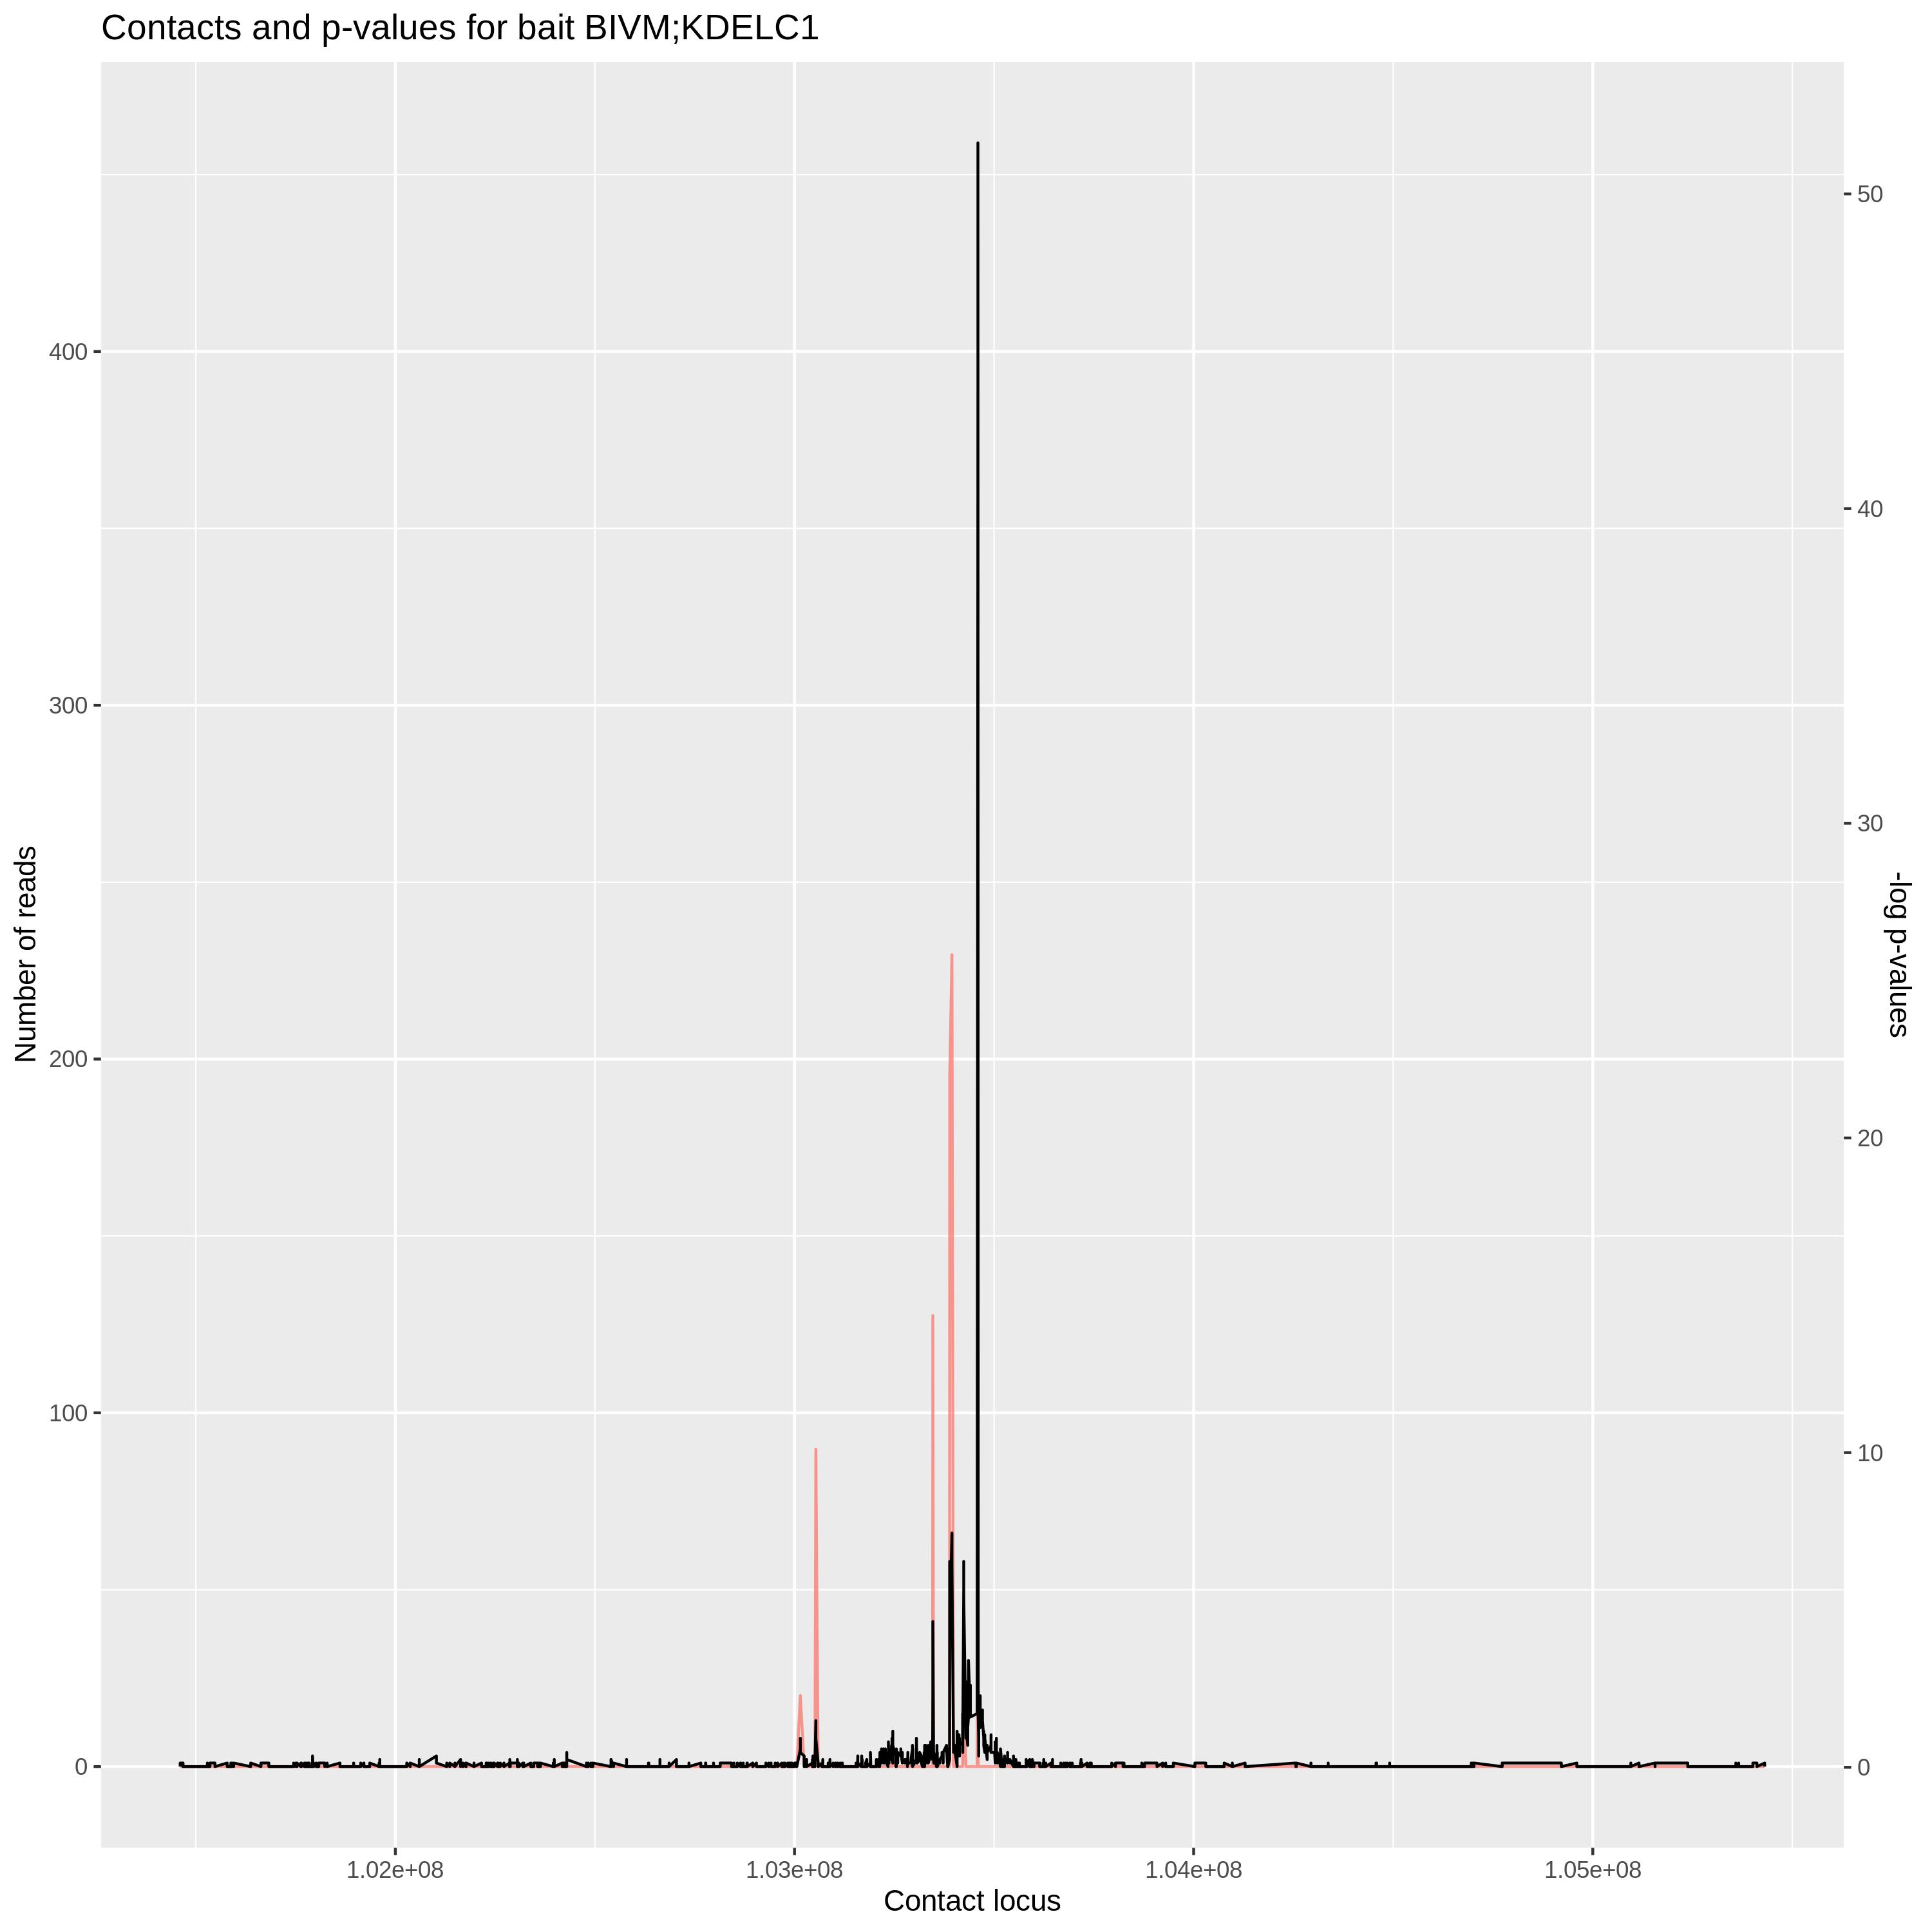 Contacts and p-values for bait BIVM;KDELC1
Number of reads
400
300
200
100
0
50
40
30
20
10
0
-log p-values
1.02e+08
1.03e+08
1.04e+08
1.05e+08
Contact locus